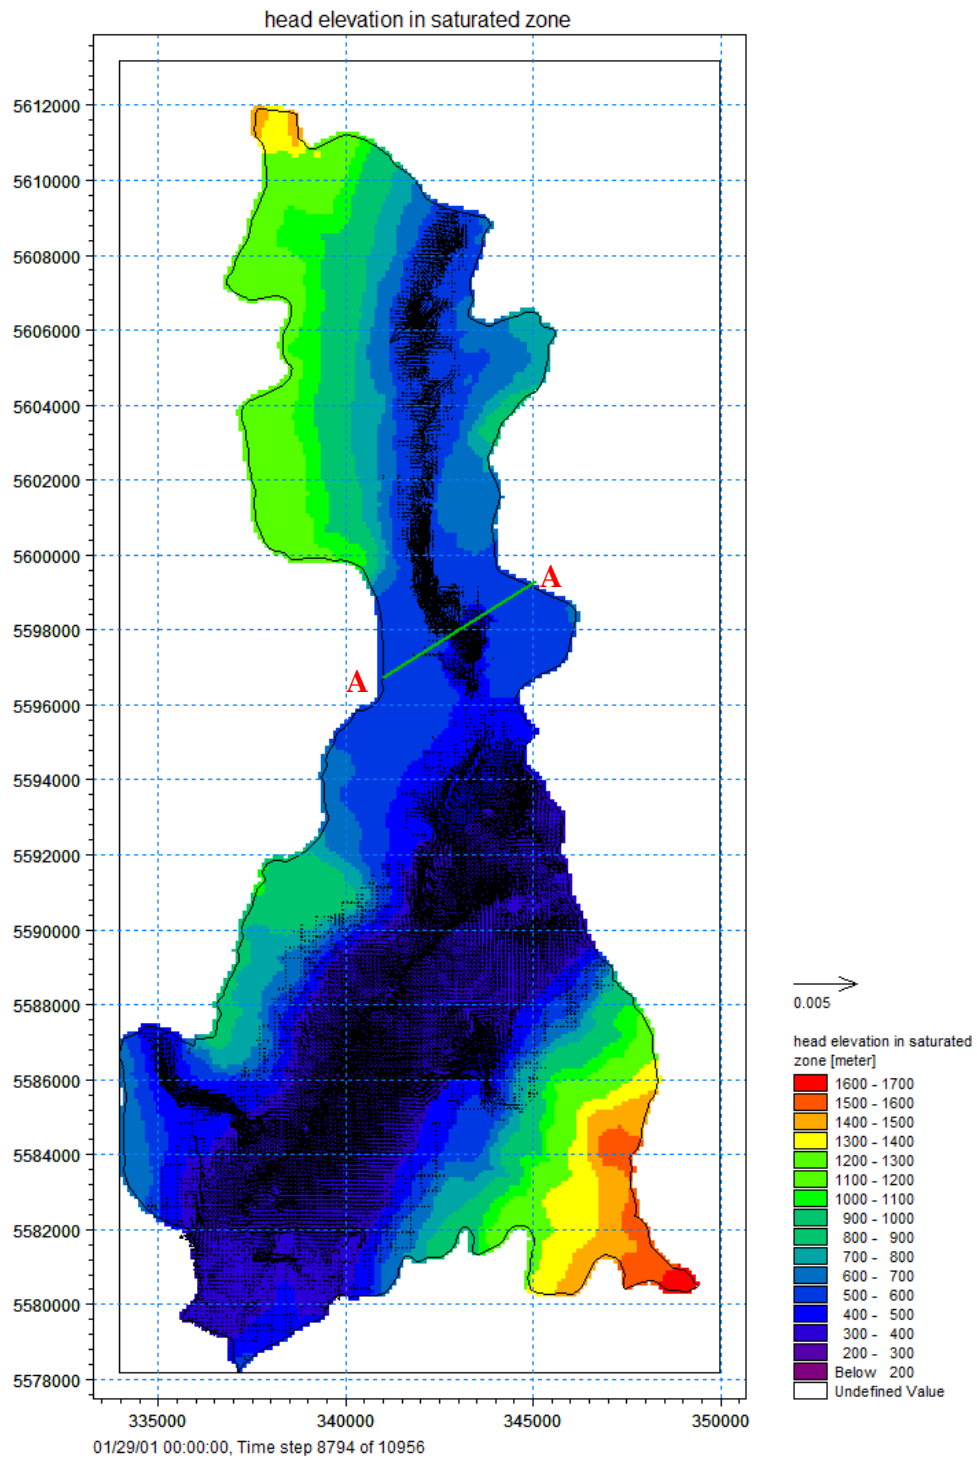 head elevation in saturated zone
5612000
5610000
5608000
5606000
5604000
5602000
5600000
A
5598000
A
5596000
5594000
5592000
5590000
5588000
5586000
5584000
5582000
5580000
5578000
335000 340000 345000 350000
01/29/01 00:00:00, Time step 8794 of 10956
0.005
head elevation in saturated
zone [meter]
1600 - 1700
1500 - 1600
1400 - 1500
1300 - 1400
1200 - 1300
1100 - 1200
1000 - 1100
900 - 1000
800 - 900
700 - 800
600 - 700
500 - 600
400 - 500
300 - 400
200 - 300
Below 200
Undefined Value